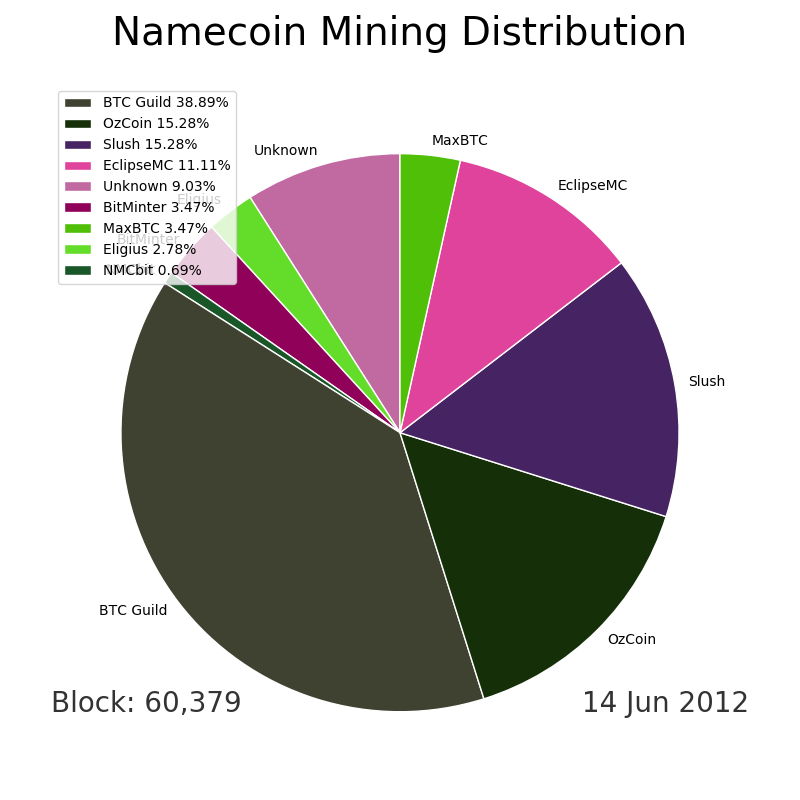 Namecoin Mining Distribution
BTC Guild 38.89%
OzCoin 15.28%
Slush 15.28%
EclipseMC 11.11%
Unknown 9.03%
BitMinter 3.47%
MaxBTC 3.47%
Eligius 2.78%
NMCbit 0.69%
MaxBTC
Unknown
EclipseMC
Eligius
BitMinter
Slush
BTC Guild
OzCoin
Block: 60,379
14 Jun 2012